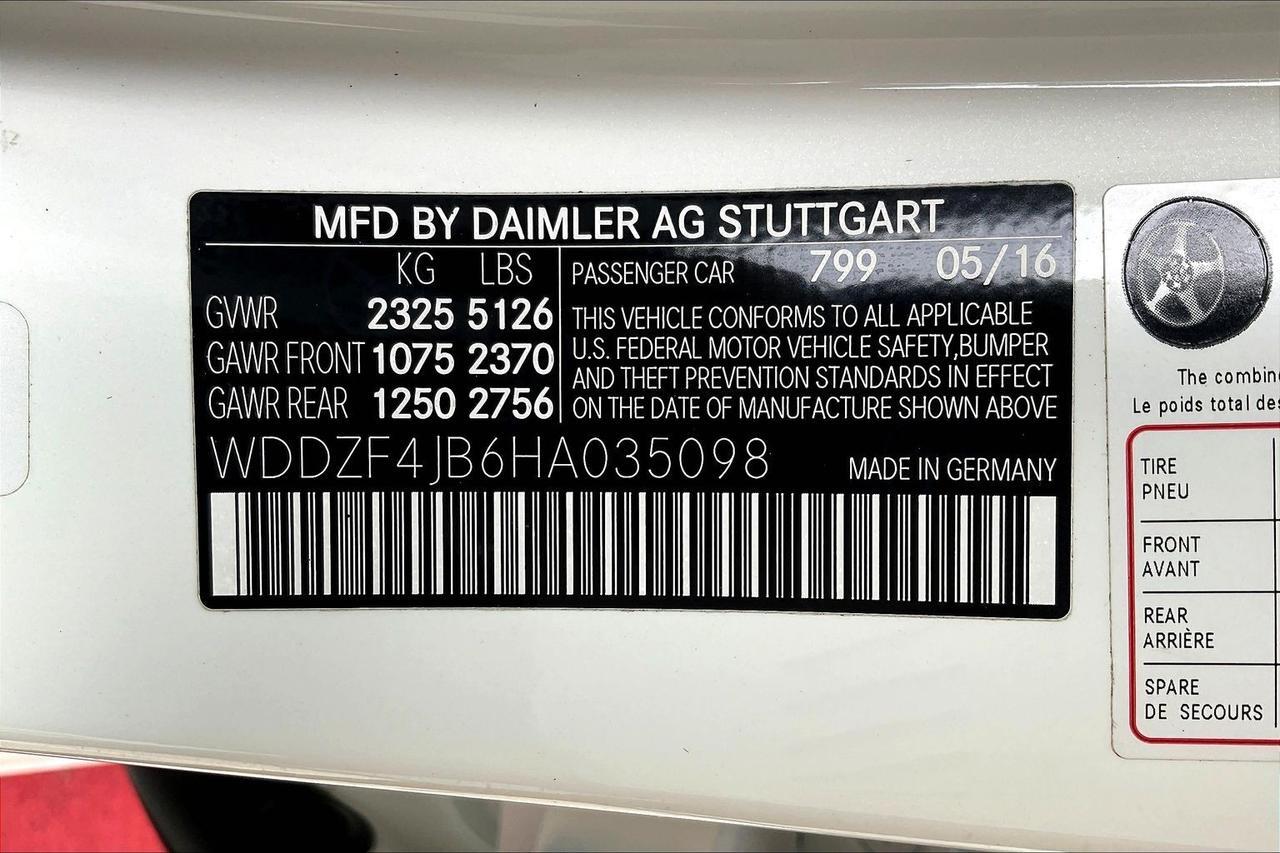 MFD BY DAIMLER AG STUTTGART
KG LBS
GVWR 2325 5126
GAWR FRONT 1075 2370
GAWR REAR 1250 2756
PASSENGER CAR 799 05/16
THIS VEHICLE CONFORMS TO ALL APPLICABLE
U.S. FEDERAL MOTOR VEHICLE SAFETY,BUMPER
AND THEFT PREVENTION STANDARDS IN EFFECT
ON THE DATE OF MANUFACTURE SHOWN ABOVE
WDDZF4JB6HA035098 MADE IN GERMANY
The combine
Le poids total des
TIRE
PNEU
FRONT
AVANT
REAR
ARRIÈRE
SPARE
DE SECOURS